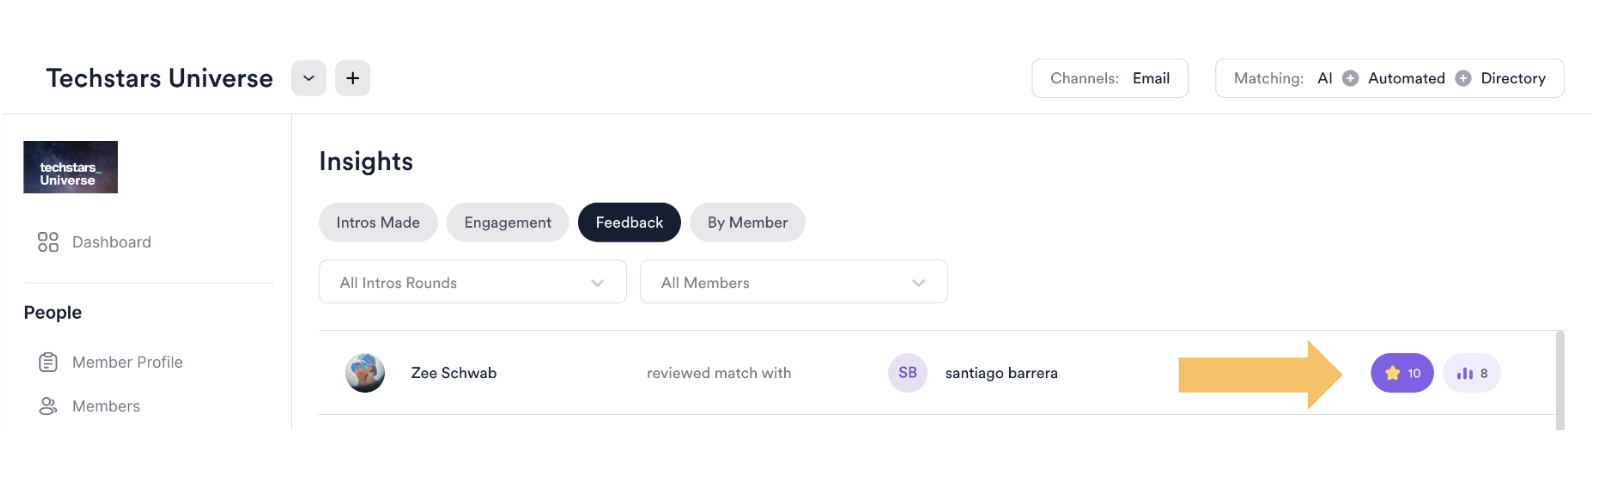 Techstars Universe
Channels: Email
Matching: AI Automated Directory
techstars_
Universe
Dashboard
People
Member Profile
Members
Insights
Intros Made Engagement Feedback By Member
All Intros Rounds All Members
Zee Schwab reviewed match with SB santiago barrera 10 8